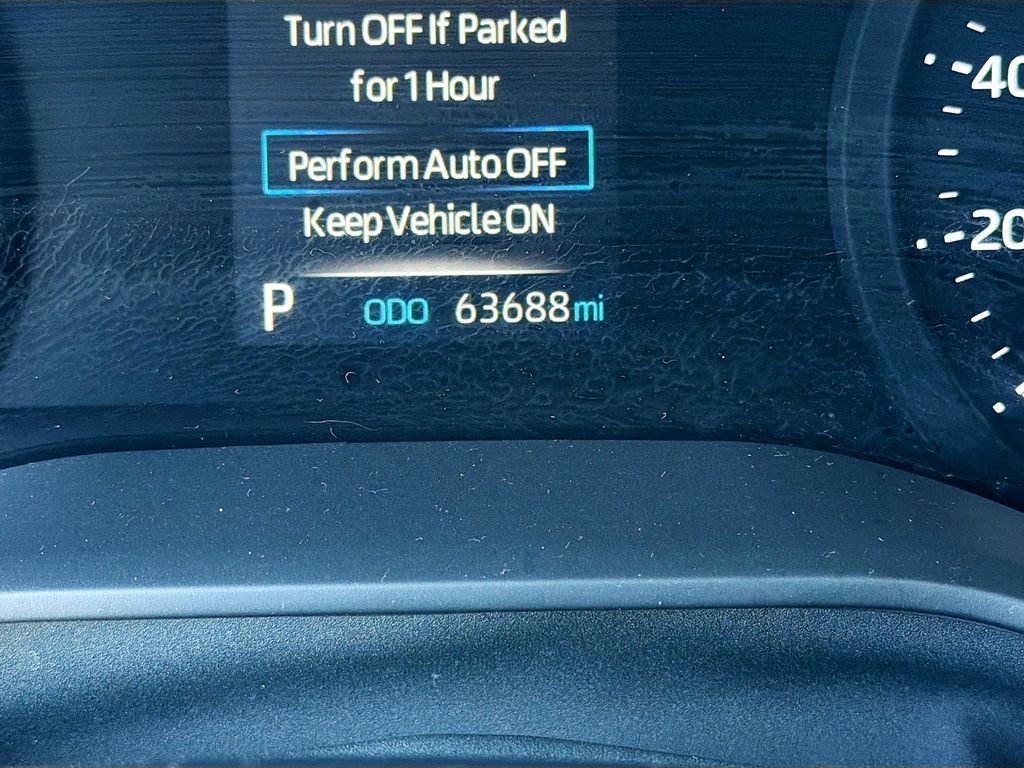 Turn OFF If Parked
for 1 Hour
Perform Auto OFF
Keep Vehicle ON
P ODO 63688 mi
40
20